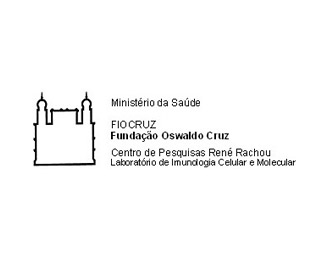 Ministério da Saúde
FIOCRUZ
Fundação Oswaldo Cruz
Centro de Pesquisas René Rachou
Laboratório de Imunologia Celular e Molecular